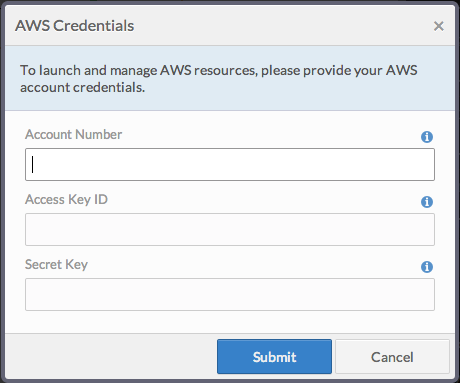 AWS Credentials
To launch and manage AWS resources, please provide your AWS
account credentials.
Account Number
Access Key ID
Secret Key
Submit
Cancel